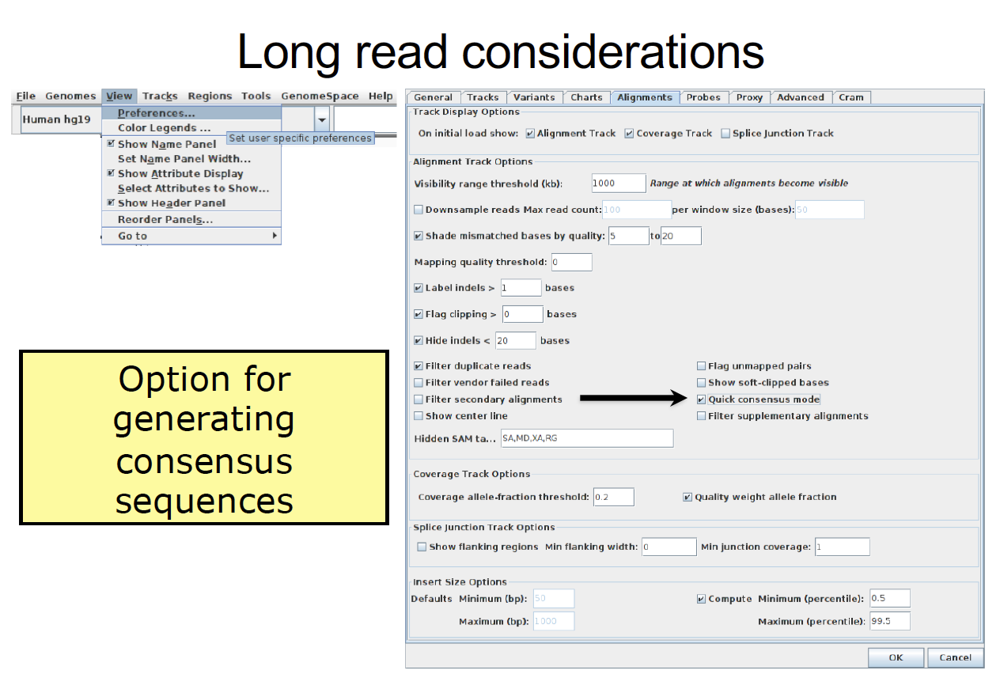 Long read considerations
File Genomes View Tracks Regions Tools GenomeSpace Help
Human hg19
Preferences...
Color Legends ...
Set user specific preferences
Show Name Panel
Set Name Panel Width...
Show Attribute Display
Select Attributes to Show...
Show Header Panel
Reorder Panels...
Go to
Option for
generating
consensus
sequences
General Tracks Variants Charts Alignments Probes Proxy Advanced Cram
Track Display Options
On initial load show: Alignment Track Coverage Track Splice Junction Track
Alignment Track Options
Visibility range threshold (kb): 1000 Range at which alignments become visible
Downsample reads Max read count: 100 per window size (bases): 50
Shade mismatched bases by quality: 5 to 20
Mapping quality threshold: 0
Label indels > 1 bases
Flag clipping > 0 bases
Hide indels < 20 bases
Filter duplicate reads Flag unmapped pairs
Filter vendor failed reads Show soft-clipped bases
Filter secondary alignments Quick consensus mode
Show center line Filter supplementary alignments
Hidden SAM ta... SA,MD,XA,RG
Coverage Track Options
Coverage allele-fraction threshold: 0.2 Quality weight allele fraction
Splice Junction Track Options
Show flanking regions Min flanking width: 0 Min junction coverage: 1
Insert Size Options
Defaults Minimum (bp): 50 Compute Minimum (percentile): 0.5
Maximum (bp): 1000 Maximum (percentile): 99.5
OK Cancel